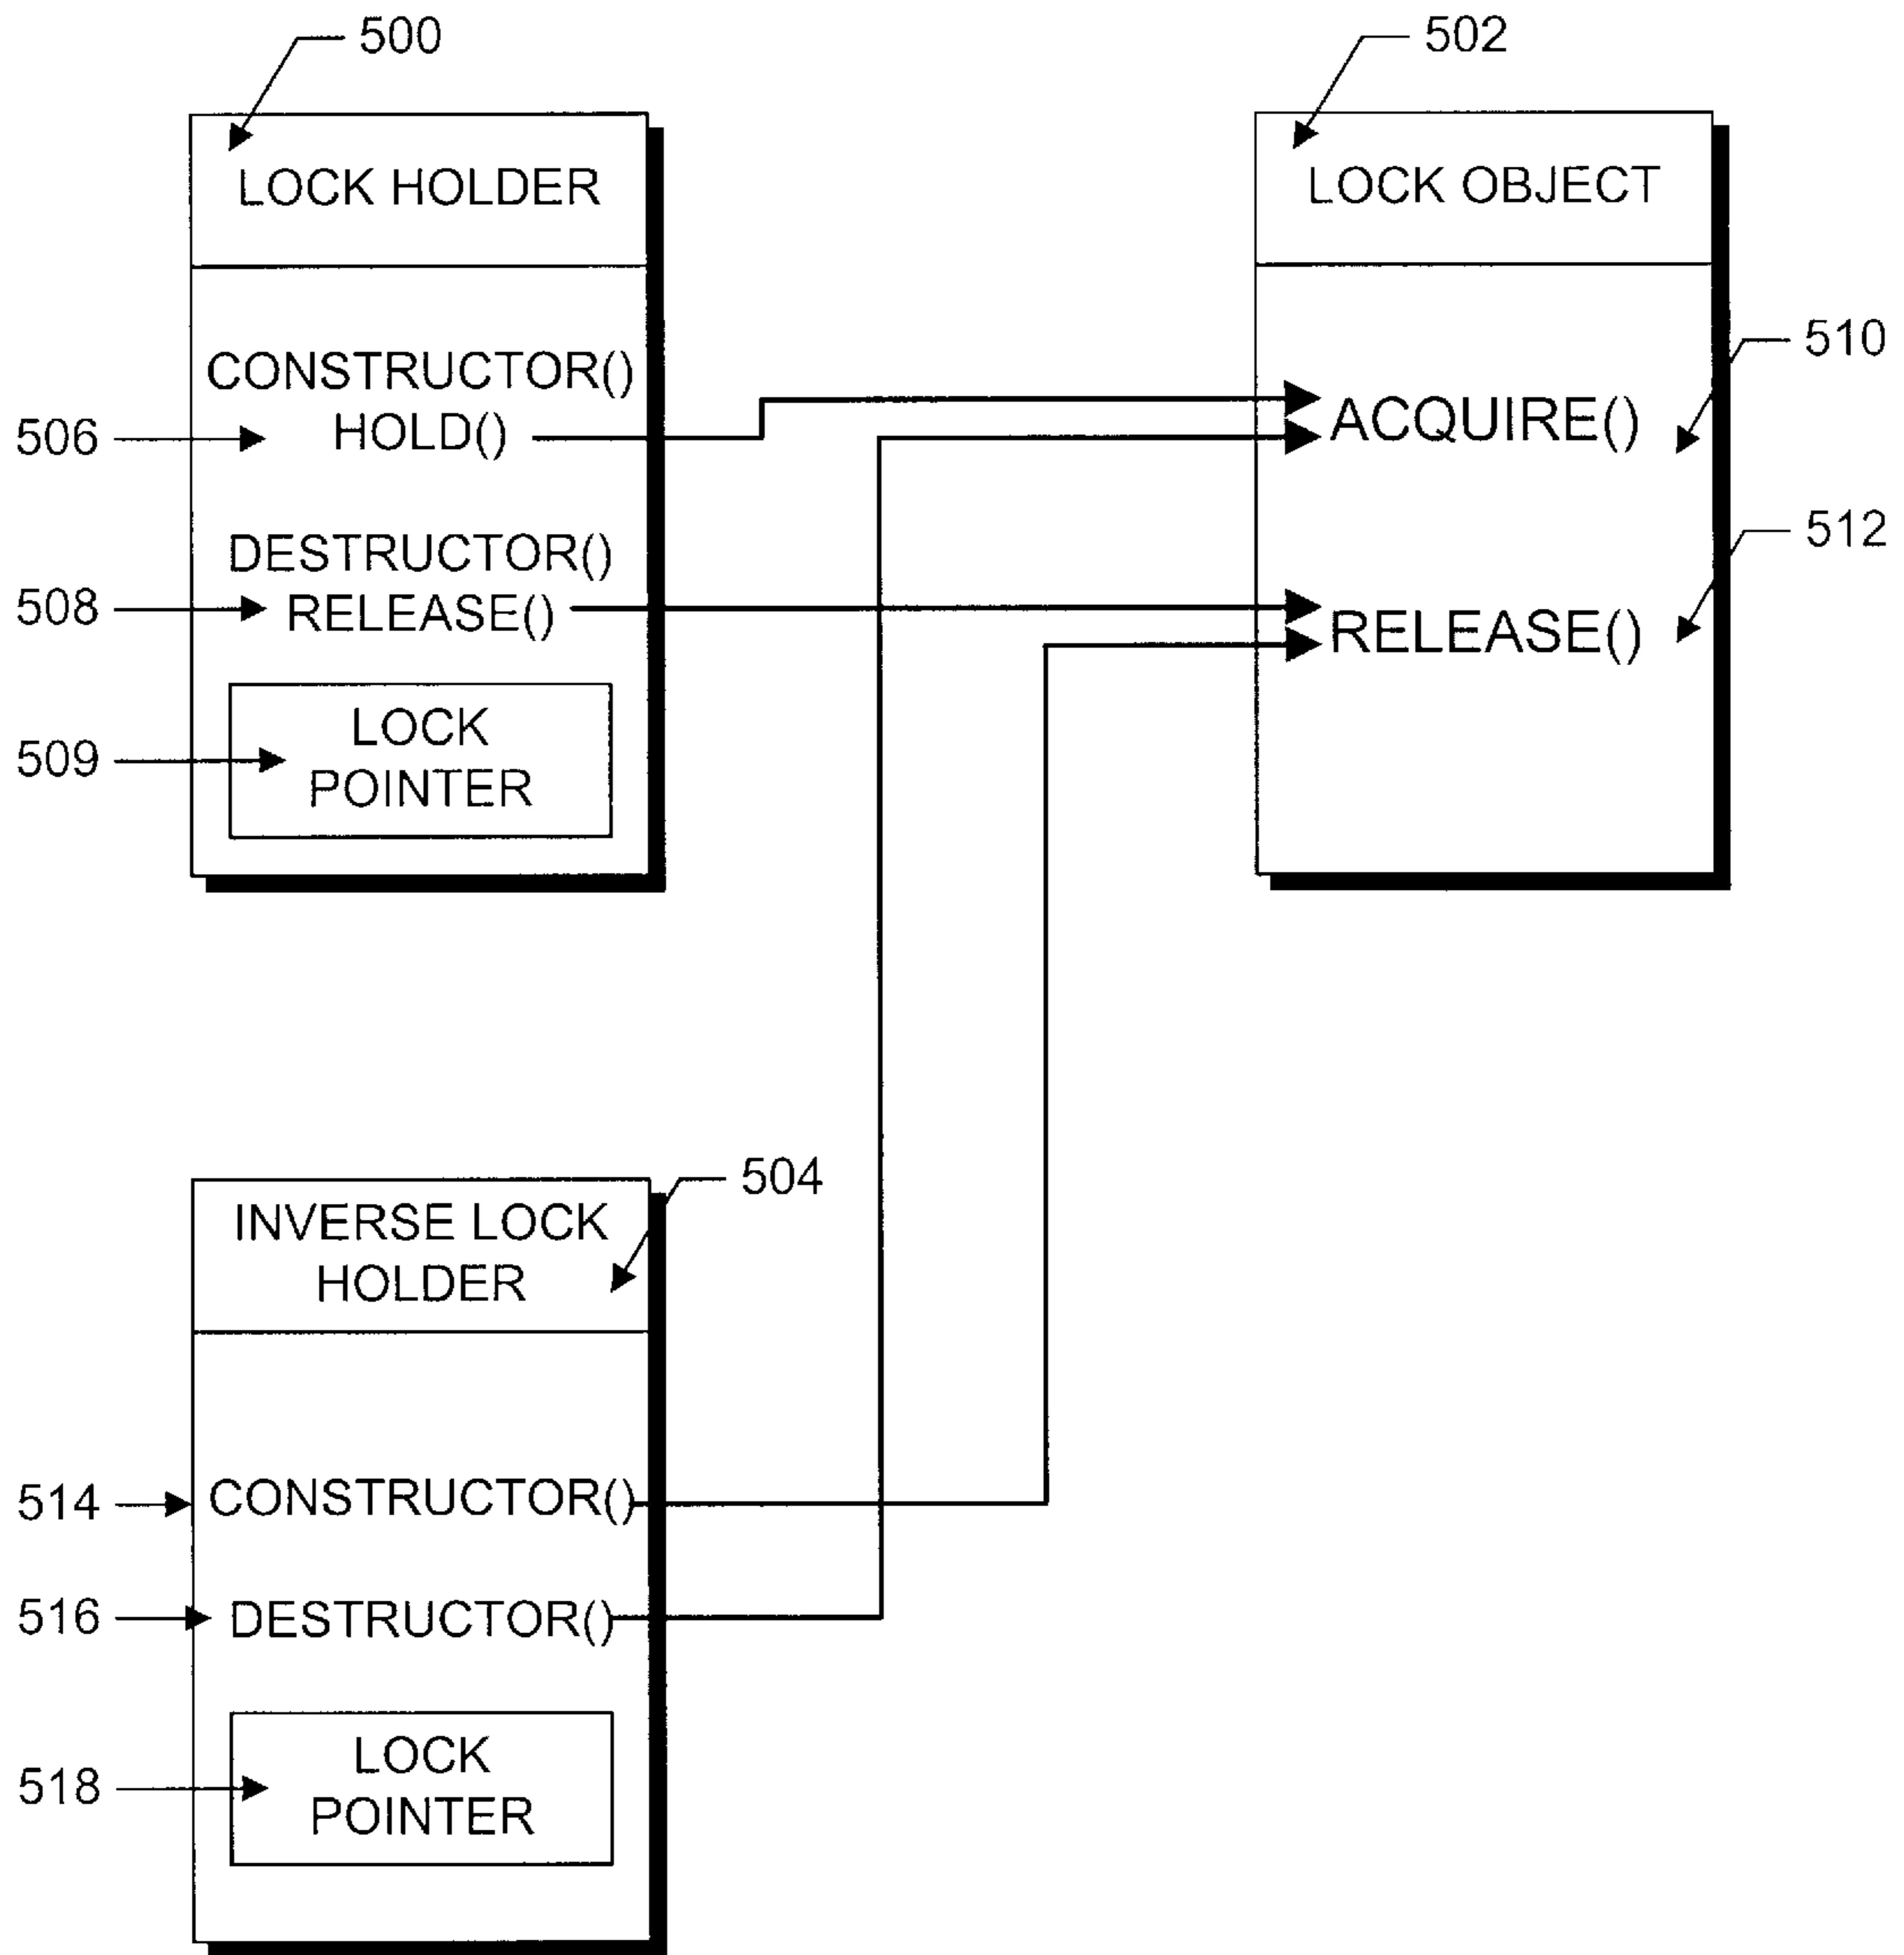 500
502
LOCK HOLDER
LOCK OBJECT
CONSTRUCTOR()
510
506
HOLD()
ACQUIRE()
DESTRUCTOR()
512
508
RELEASE()
RELEASE()
LOCK
509
POINTER
504
INVERSE LOCK
HOLDER
514
CONSTRUCTOR()
516
DESTRUCTOR()
LOCK
518
POINTER